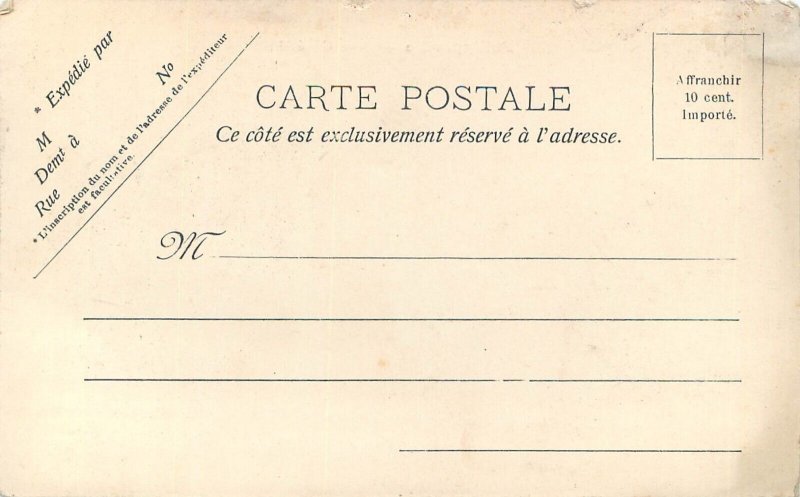 * Expédié par
M
Demt à
Rue No
* L'inscription du nom et de l'adresse de l'expéditeur
est facultative.
CARTE POSTALE
Ce côté est exclusivement réservé à l'adresse.
Affranchir
10 cent.
Importé.
M